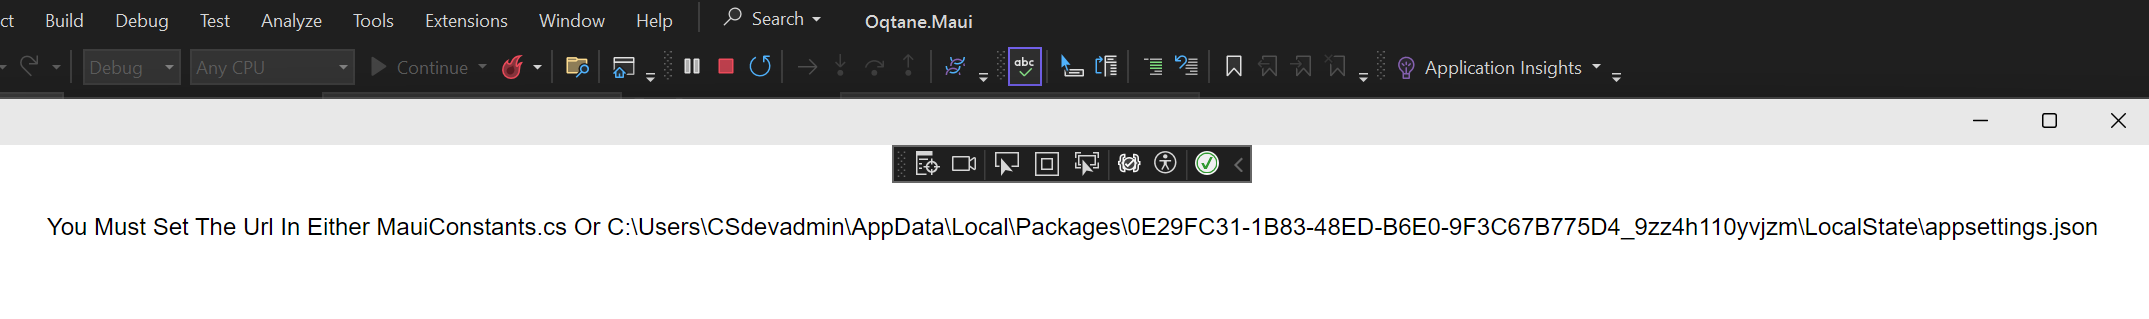 ct Build Debug Test Analyze Tools Extensions Window Help Search Oqtane.Maui
Debug Any CPU Continue abc Application Insights
You Must Set The Url In Either MauiConstants.cs Or C:\Users\CSdevadmin\AppData\Local\Packages\0E29FC31-1B83-48ED-B6E0-9F3C67B775D4_9zz4h110yvjzm\LocalState\appsettings.json